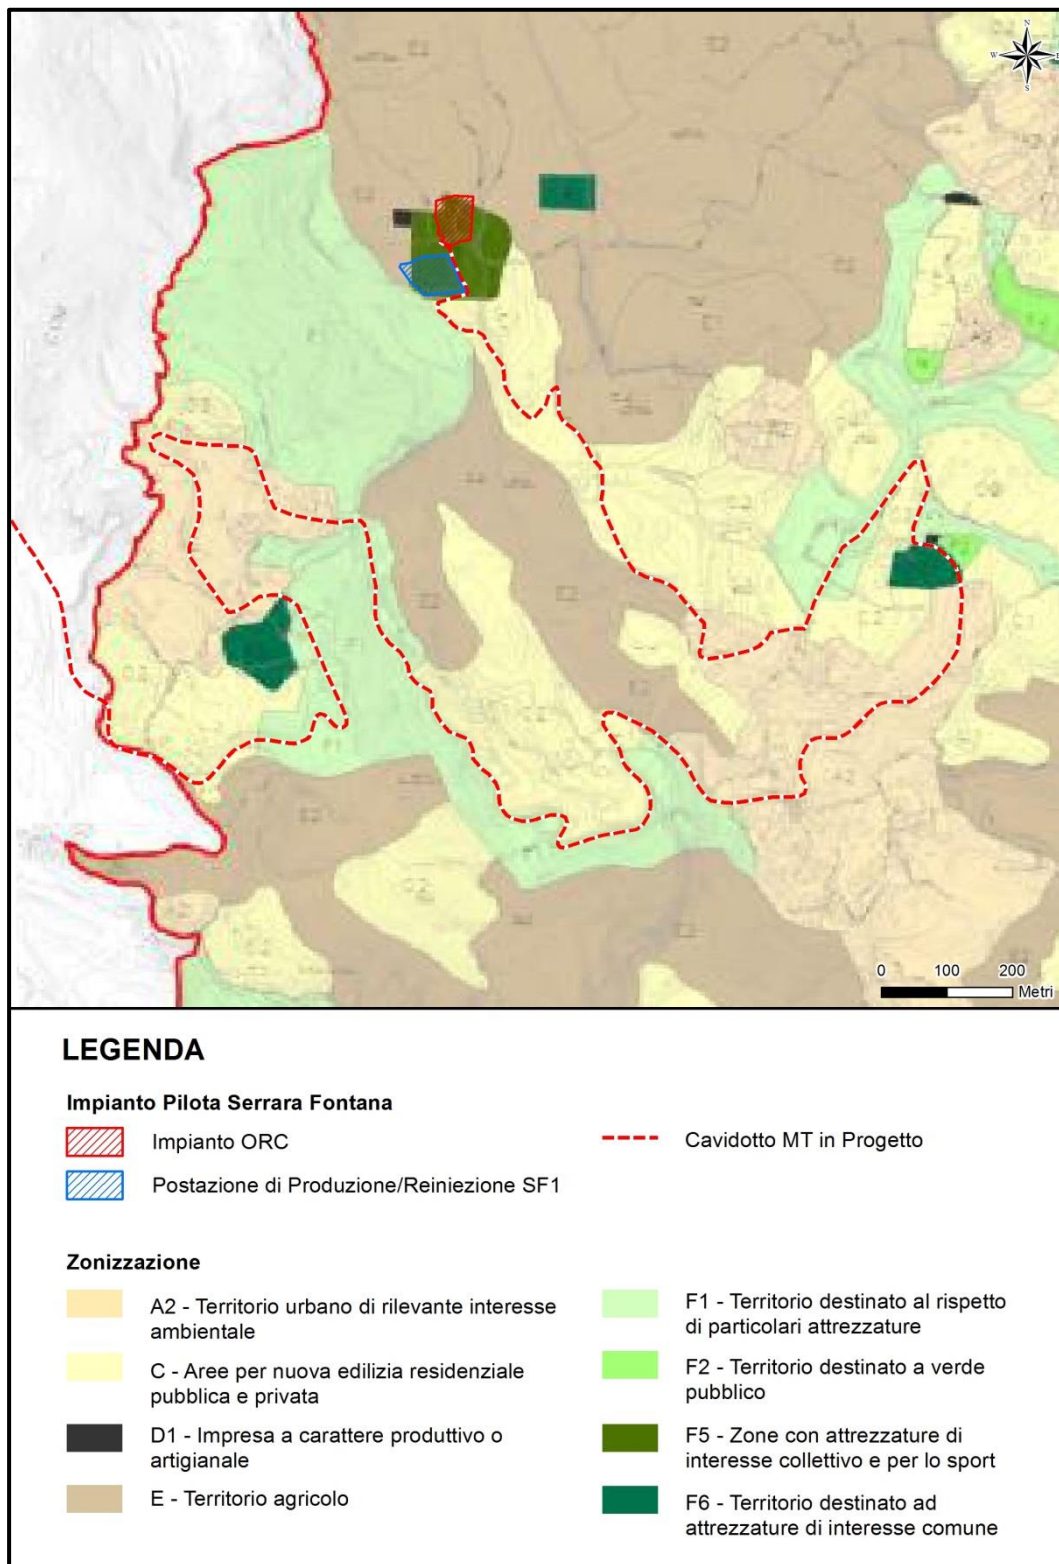 N
W
E
S
0 100 200
Metri
LEGENDA
Impianto Pilota Serrara Fontana
Impianto ORC
Cavidotto MT in Progetto
Postazione di Produzione/Reiniezione SF1
Zonizzazione
A2 - Territorio urbano di rilevante interesse
ambientale
C - Aree per nuova edilizia residenziale
pubblica e privata
D1 - Impresa a carattere produttivo o
artigianale
E - Territorio agricolo
F1 - Territorio destinato al rispetto
di particolari attrezzature
F2 - Territorio destinato a verde
pubblico
F5 - Zone con attrezzature di
interesse collettivo e per lo sport
F6 - Territorio destinato ad
attrezzature di interesse comune